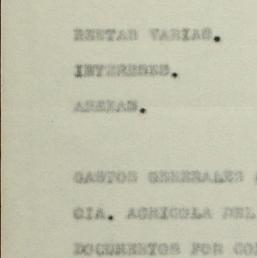 RENTAS VARIAS.
INTERESES.
ARENAS.
GASTOS GENERALES
CIA. AGRICOLA DEL
DOCUMENTOS POR